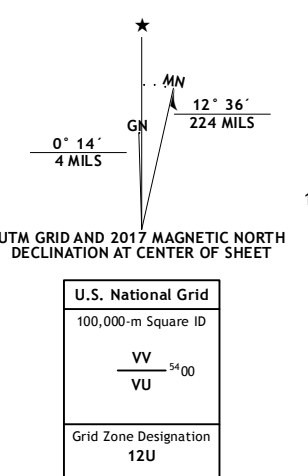 ★
MN
GN
12° 36´
224 MILS
0° 14´
4 MILS
UTM GRID AND 2017 MAGNETIC NORTH
DECLINATION AT CENTER OF SHEET
U.S. National Grid
100,000-m Square ID
VV
5400
VU
Grid Zone Designation
12U